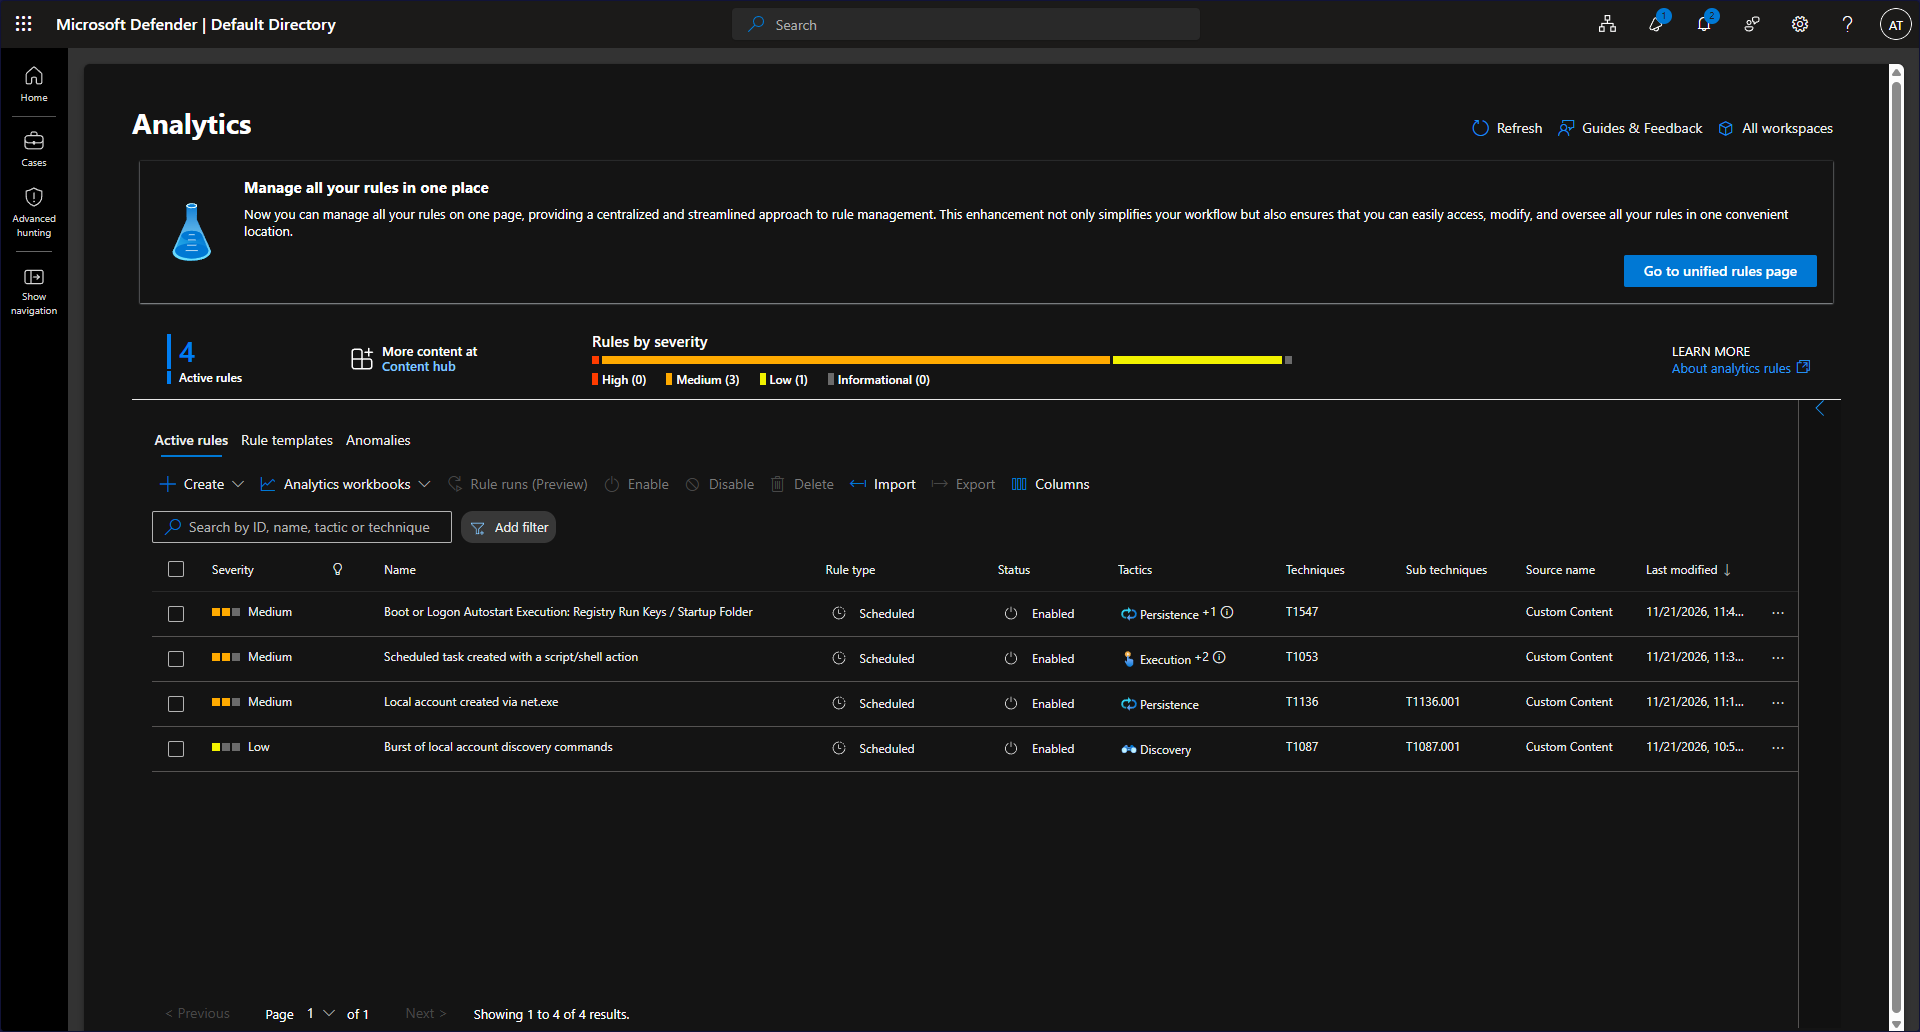 Microsoft Defender | Default Directory
Search
1
2
AT
Home
Cases
Advanced
hunting
Show
navigation
Analytics
Refresh
Guides & Feedback
All workspaces
Manage all your rules in one place
Now you can manage all your rules on one page, providing a centralized and streamlined approach to rule management. This enhancement not only simplifies your workflow but also ensures that you can easily access, modify, and oversee all your rules in one convenient
location.
Go to unified rules page
4
Active rules
More content at
Content hub
Rules by severity
High (0) Medium (3) Low (1) Informational (0)
LEARN MORE
About analytics rules
Active rules Rule templates Anomalies
Create Analytics workbooks Rule runs (Preview) Enable Disable Delete Import Export Columns
Search by ID, name, tactic or technique Add filter
Severity Name Rule type Status Tactics Techniques Sub techniques Source name Last modified ↓
Medium Boot or Logon Autostart Execution: Registry Run Keys / Startup Folder Scheduled Enabled Persistence +1 T1547 Custom Content 11/21/2026, 11:4... ...
Medium Scheduled task created with a script/shell action Scheduled Enabled Execution +2 T1053 Custom Content 11/21/2026, 11:3... ...
Medium Local account created via net.exe Scheduled Enabled Persistence T1136 T1136.001 Custom Content 11/21/2026, 11:1... ...
Low Burst of local account discovery commands Scheduled Enabled Discovery T1087 T1087.001 Custom Content 11/21/2026, 10:5... ...
< Previous Page 1 of 1 Next > Showing 1 to 4 of 4 results.